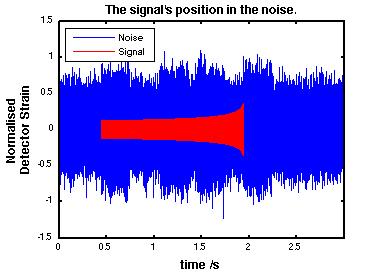 The signal's position in the noise.
1.5
Noise
Signal
1
0.5
0
-0.5
-1
-1.5
Normalised
Detector Strain
0 0.5 1 1.5 2 2.5
time /s